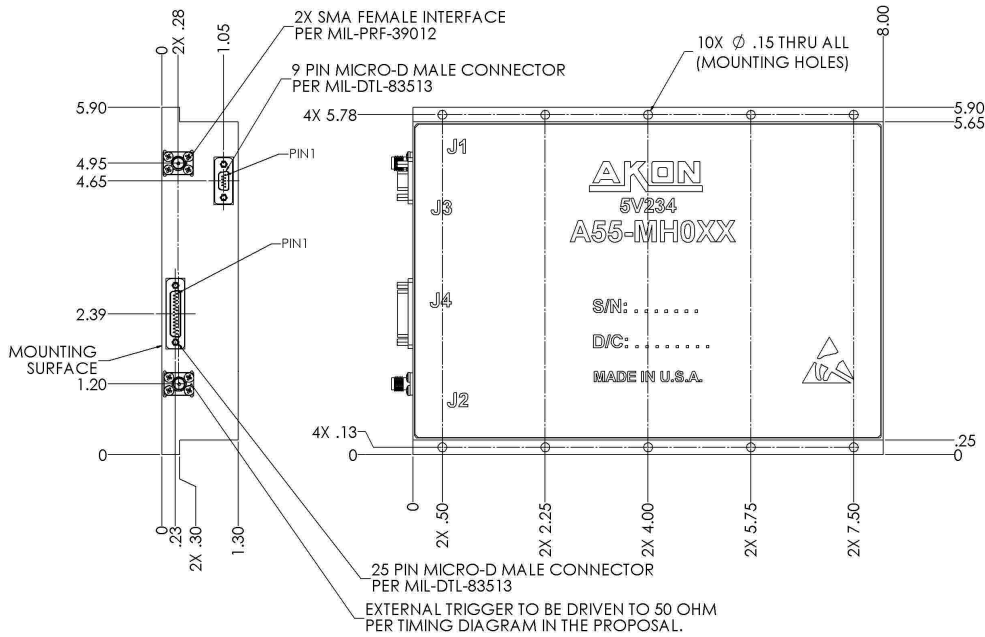 0
2X .28
1.05
2X SMA FEMALE INTERFACE
PER MIL-PRF-39012
9 PIN MICRO-D MALE CONNECTOR
PER MIL-DTL-83513
5.90
4.95
4.65
PIN1
PIN1
2.39
MOUNTING
SURFACE
1.20
0
0
.23
2X .30
1.30
25 PIN MICRO-D MALE CONNECTOR
PER MIL-DTL-83513
EXTERNAL TRIGGER TO BE DRIVEN TO 50 OHM
PER TIMING DIAGRAM IN THE PROPOSAL.
10X Ø .15 THRU ALL
(MOUNTING HOLES)
8.00
4X 5.78
5.90
5.65
J1
J3
J4
J2
AKON
5V234
A55-MH0XX
S/N: . . . . . . .
D/C: . . . . . . . . .
MADE IN U.S.A.
4X .13
0
.25
0
0
2X .50
2X 2.25
2X 4.00
2X 5.75
2X 7.50